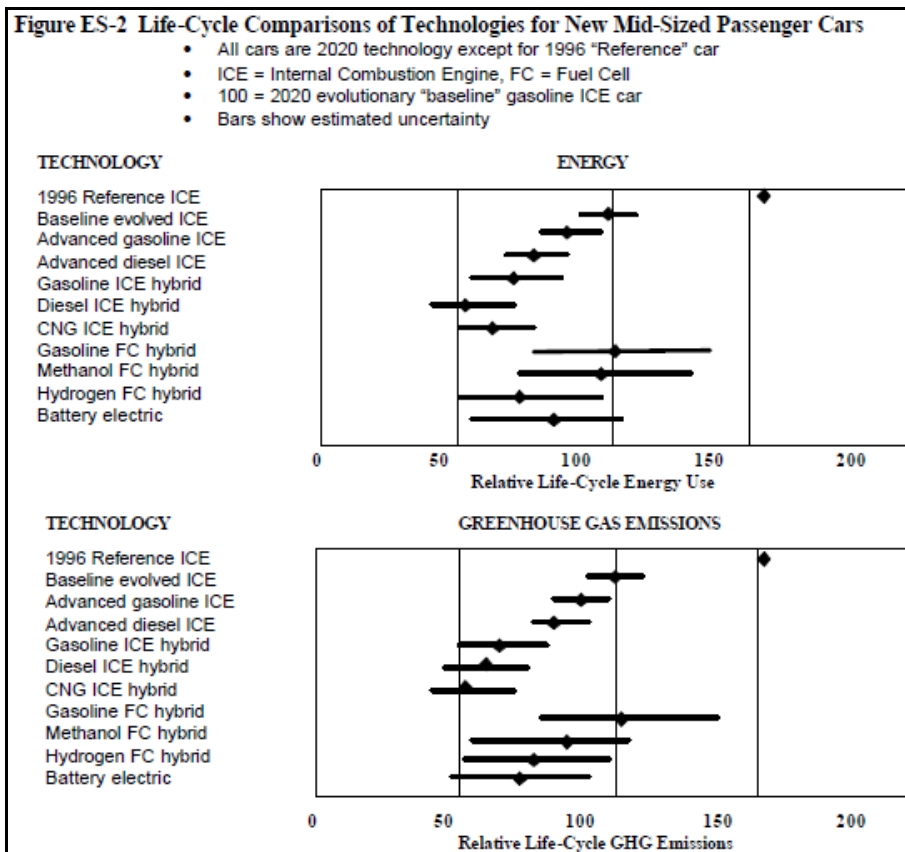 Figure ES-2 Life-Cycle Comparisons of Technologies for New Mid-Sized Passenger Cars
• All cars are 2020 technology except for 1996 “Reference” car
• ICE = Internal Combustion Engine, FC = Fuel Cell
• 100 = 2020 evolutionary “baseline” gasoline ICE car
• Bars show estimated uncertainty
TECHNOLOGY ENERGY
1996 Reference ICE
Baseline evolved ICE
Advanced gasoline ICE
Advanced diesel ICE
Gasoline ICE hybrid
Diesel ICE hybrid
CNG ICE hybrid
Gasoline FC hybrid
Methanol FC hybrid
Hydrogen FC hybrid
Battery electric
0 50 100 150 200
Relative Life-Cycle Energy Use
TECHNOLOGY GREENHOUSE GAS EMISSIONS
1996 Reference ICE
Baseline evolved ICE
Advanced gasoline ICE
Advanced diesel ICE
Gasoline ICE hybrid
Diesel ICE hybrid
CNG ICE hybrid
Gasoline FC hybrid
Methanol FC hybrid
Hydrogen FC hybrid
Battery electric
0 50 100 150 200
Relative Life-Cycle GHG Emissions